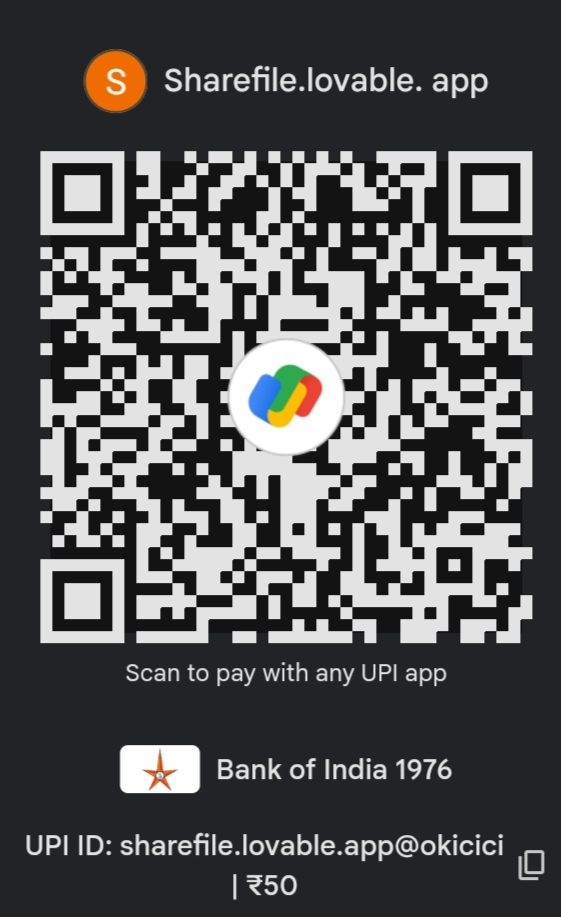 S
Sharefile.lovable. app
Scan to pay with any UPI app
Bank of India 1976
UPI ID: sharefile.lovable.app@okicici
| ₹50